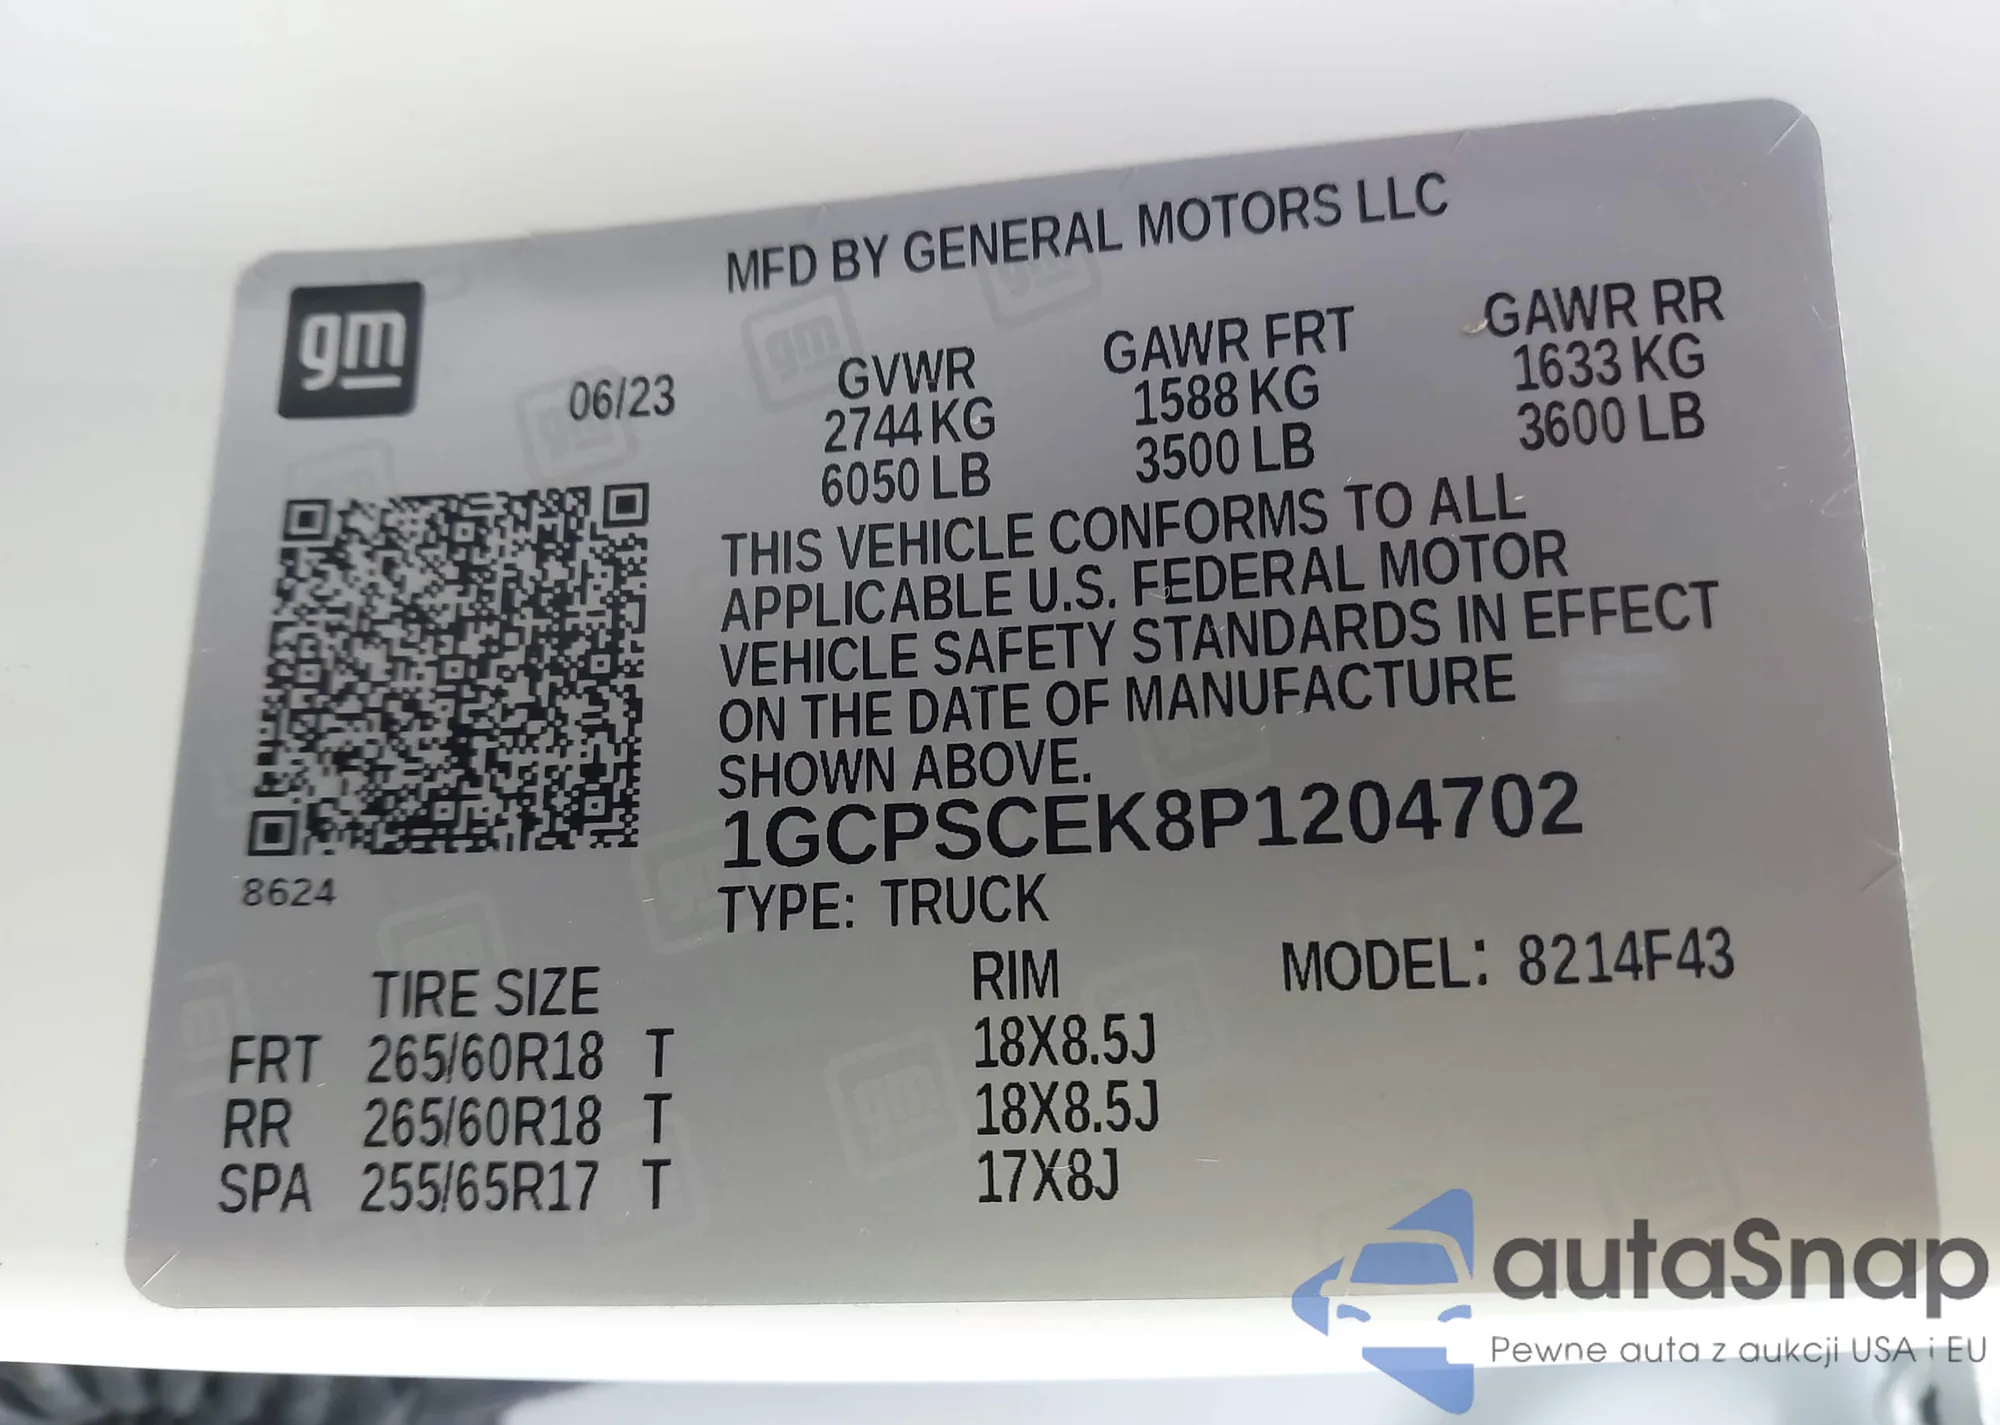 MFD BY GENERAL MOTORS LLC
gm
06/23
GVWR
2744 KG
6050 LB
GAWR FRT
1588 KG
3500 LB
GAWR RR
1633 KG
3600 LB
THIS VEHICLE CONFORMS TO ALL
APPLICABLE U.S. FEDERAL MOTOR
VEHICLE SAFETY STANDARDS IN EFFECT
ON THE DATE OF MANUFACTURE
SHOWN ABOVE.
1GCPSCEK8P1204702
8624
TYPE: TRUCK
TIRE SIZE RIM MODEL: 8214F43
FRT 265/60R18 T 18X8.5J
RR 265/60R18 T 18X8.5J
SPA 255/65R17 T 17X8J
autaSnap
Pewne auta z aukcji USA i EU